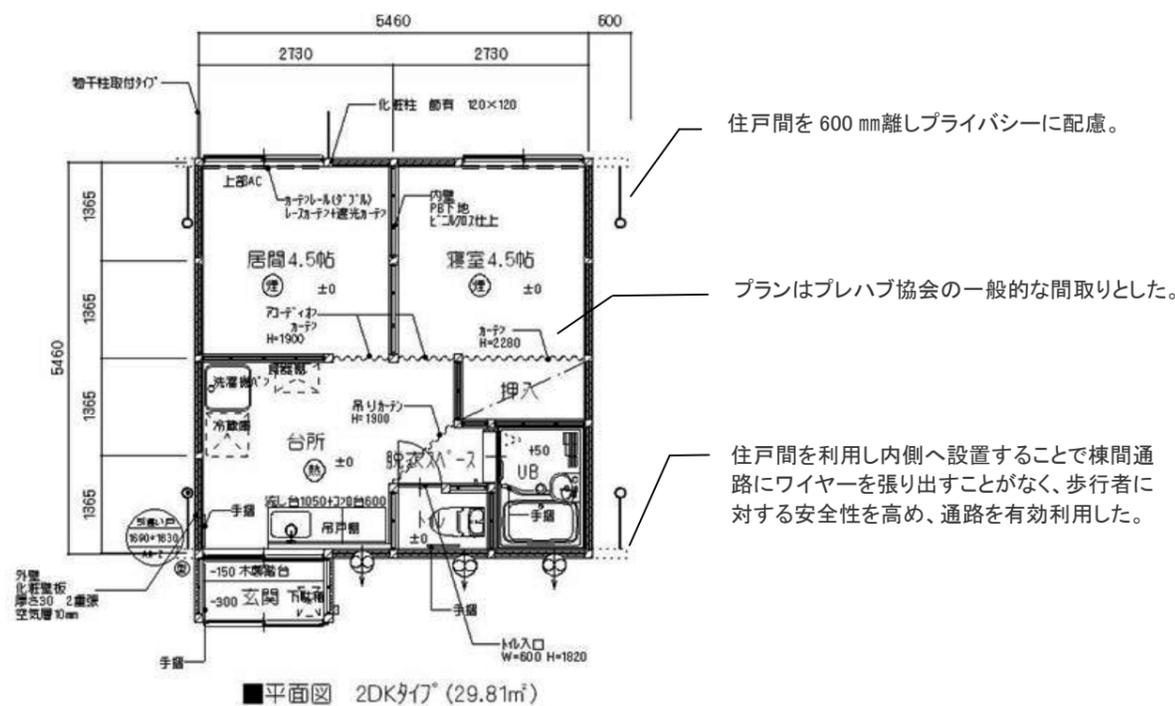 5460
600
2730
2730
物干柱取付タイプ
化粧柱 節有 120×120
住戸間を 600 ㎜離しプライバシーに配慮。
上部AC
カーテンレール(ダブル)
レースカーテン+遮光カーテン
内壁
PB下地
ビニルクロス仕上
1365
1365
1365
1365
5460
居間4.5帖
煙
±0
寝室4.5帖
煙
±0
プランはプレハブ協会の一般的な間取りとした。
アコーディオン
カーテン
H=1900
カーテン
H=2280
洗濯機パン
押入
冷蔵庫
吊りカーテン
H=1900
台所
熱
±0
脱衣スペース
+50
UB
手摺
住戸間を利用し内側へ設置することで棟間通
路にワイヤーを張り出すことがなく、歩行者に
対する安全性を高め、通路を有効利用した。
手摺
流し台1050+コンロ台600
吊戸棚
トイレ
±0
引違い戸
1690*1830
外壁
化粧壁板
厚さ30 2重張
空気層10mm
-150 木製踏台
-300 玄関 下駄箱
手摺
手摺
トイレ入口
W=600 H=1820
■平面図 2DKタイプ (29.81㎡)